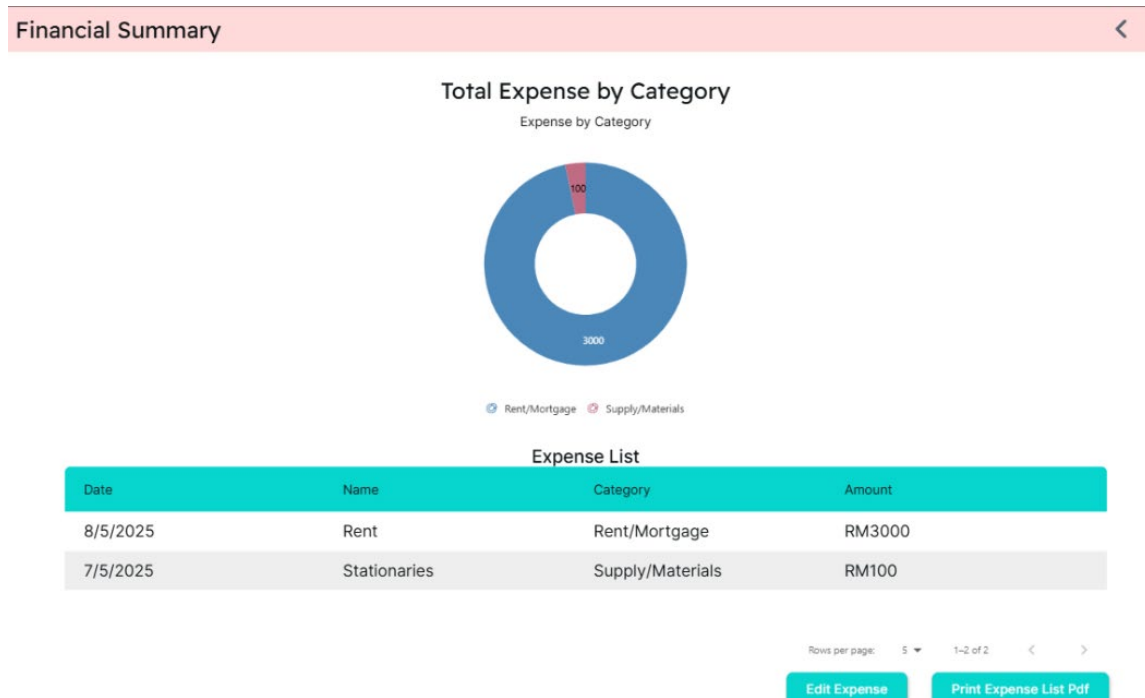 Financial Summary
Total Expense by Category
Expense by Category
100
3000
Rent/Mortgage Supply/Materials
Expense List
Date Name Category Amount
8/5/2025 Rent Rent/Mortgage RM3000
7/5/2025 Stationaries Supply/Materials RM100
Rows per page: 5 1–2 of 2
Edit Expense Print Expense List Pdf